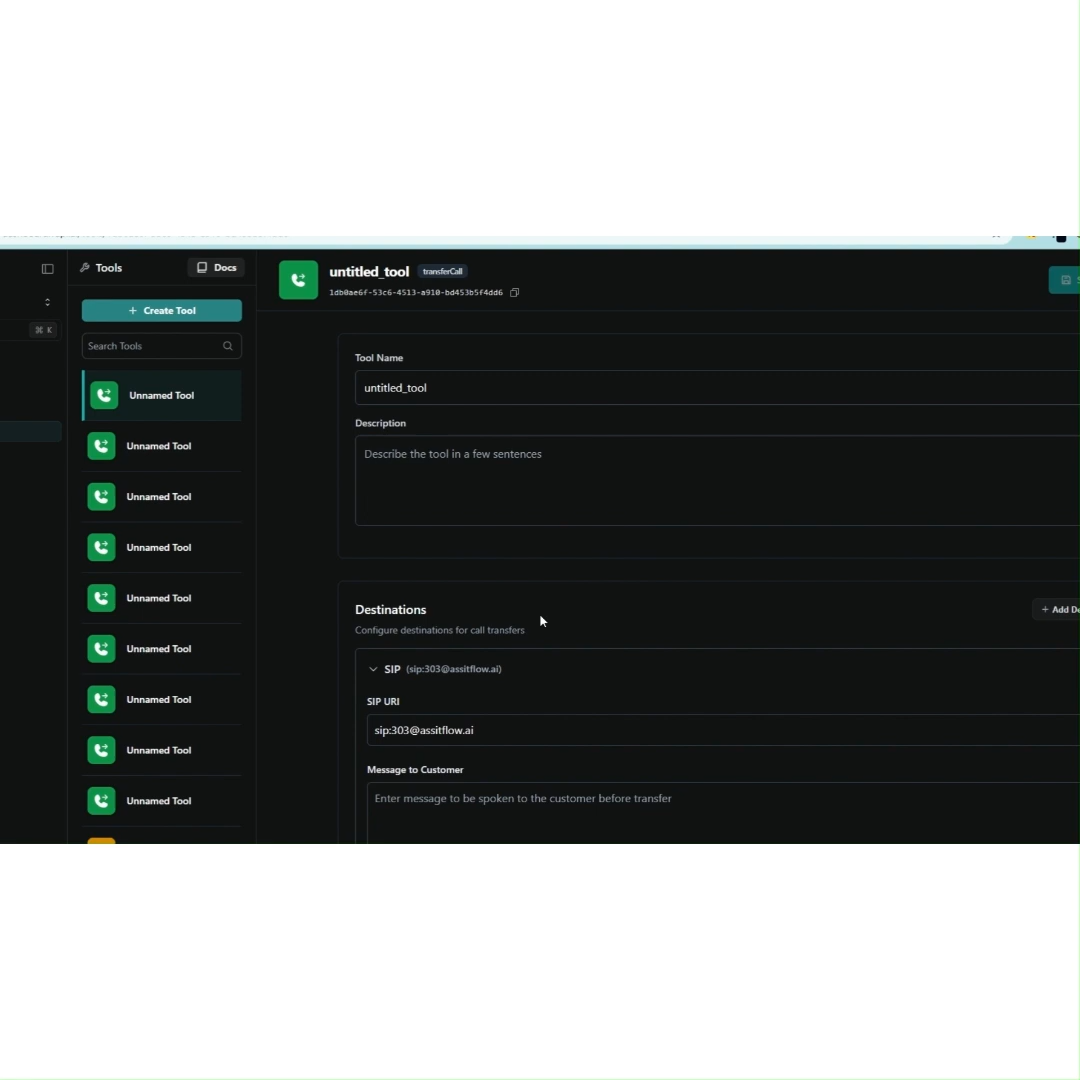 Tools
Docs
+ Create Tool
Search Tools
⌘ K
Unnamed Tool
Unnamed Tool
Unnamed Tool
Unnamed Tool
Unnamed Tool
Unnamed Tool
Unnamed Tool
Unnamed Tool
Unnamed Tool
untitled_tool transferCall
1db0ae6f-53c6-4513-a910-bd453b5f4dd6
Tool Name
untitled_tool
Description
Describe the tool in a few sentences
Destinations
+ Add De
Configure destinations for call transfers
SIP (sip:303@assitflow.ai)
SIP URI
sip:303@assitflow.ai
Message to Customer
Enter message to be spoken to the customer before transfer